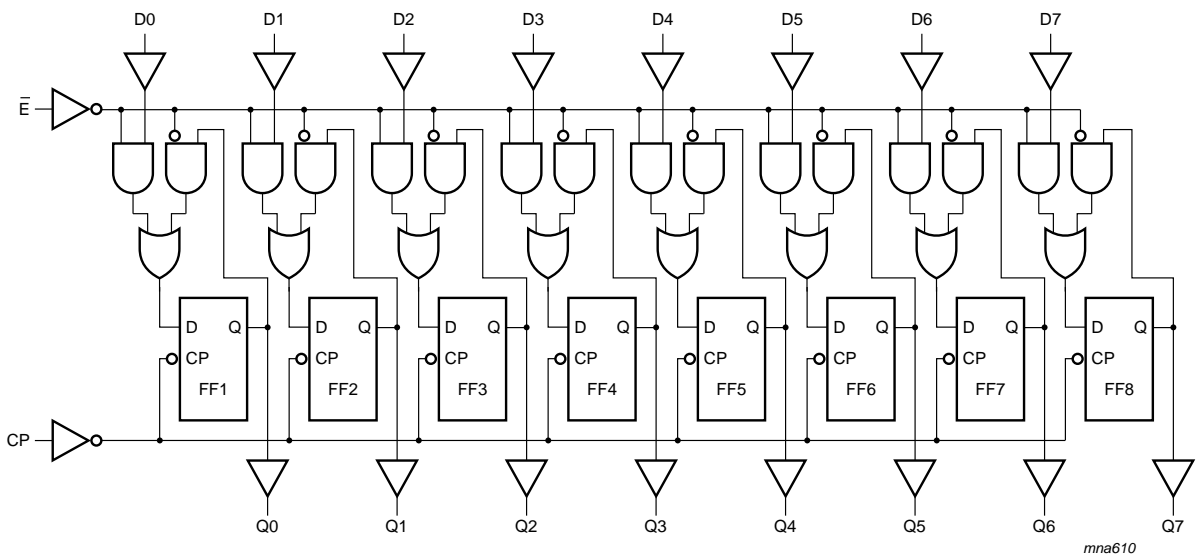 D0 D1 D2 D3 D4 D5 D6 D7
E̅
D Q D Q D Q D Q D Q D Q D Q D Q
CP CP CP CP CP CP CP CP
FF1 FF2 FF3 FF4 FF5 FF6 FF7 FF8
CP
Q0 Q1 Q2 Q3 Q4 Q5 Q6 Q7
mna610